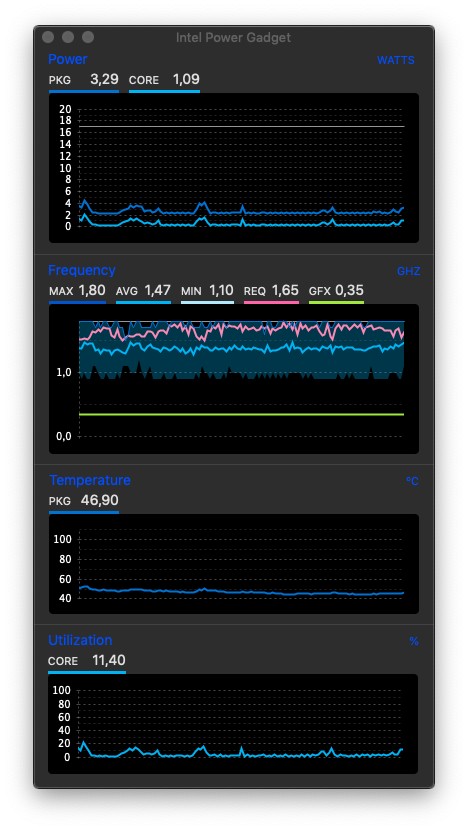 Intel Power Gadget
Power WATTS
PKG 3,29 CORE 1,09
20
18
16
14
12
10
8
6
4
2
0
Frequency GHZ
MAX 1,80 AVG 1,47 MIN 1,10 REQ 1,65 GFX 0,35
1,0
0,0
Temperature °C
PKG 46,90
100
80
60
40
Utilization %
CORE 11,40
100
80
60
40
20
0